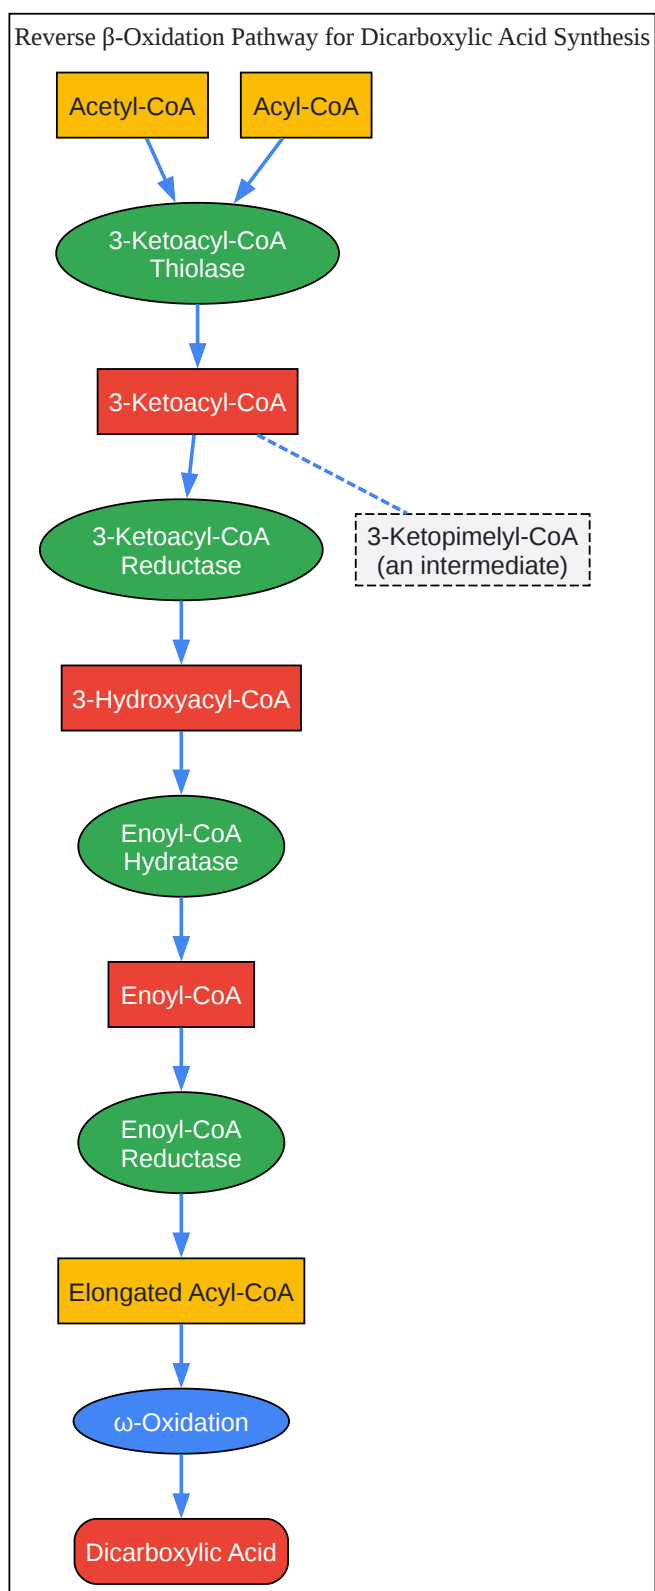 Reverse β-Oxidation Pathway for Dicarboxylic Acid Synthesis
Acetyl-CoA
Acyl-CoA
3-Ketoacyl-CoA
Thiolase
3-Ketoacyl-CoA
3-Ketoacyl-CoA
Reductase
3-Ketopimelyl-CoA
(an intermediate)
3-Hydroxyacyl-CoA
Enoyl-CoA
Hydratase
Enoyl-CoA
Enoyl-CoA
Reductase
Elongated Acyl-CoA
ω-Oxidation
Dicarboxylic Acid